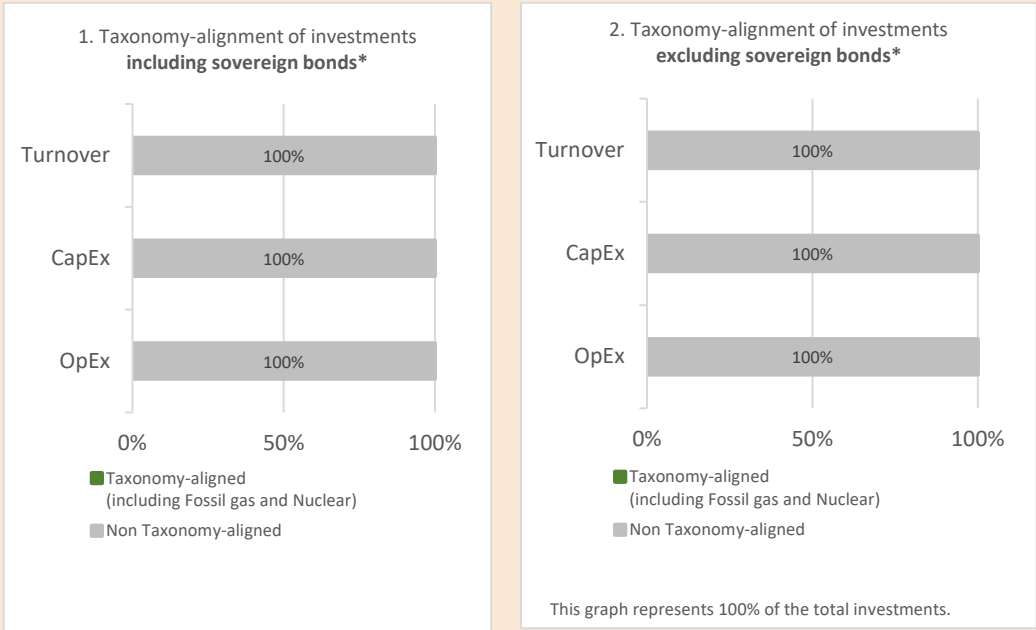 1. Taxonomy-alignment of investments
including sovereign bonds*
Turnover
100%
CapEx
100%
OpEx
100%
0%
50%
100%
Taxonomy-aligned
(including Fossil gas and Nuclear)
Non Taxonomy-aligned
2. Taxonomy-alignment of investments
excluding sovereign bonds*
Turnover
100%
CapEx
100%
OpEx
100%
0%
50%
100%
Taxonomy-aligned
(including Fossil gas and Nuclear)
Non Taxonomy-aligned
This graph represents 100% of the total investments.